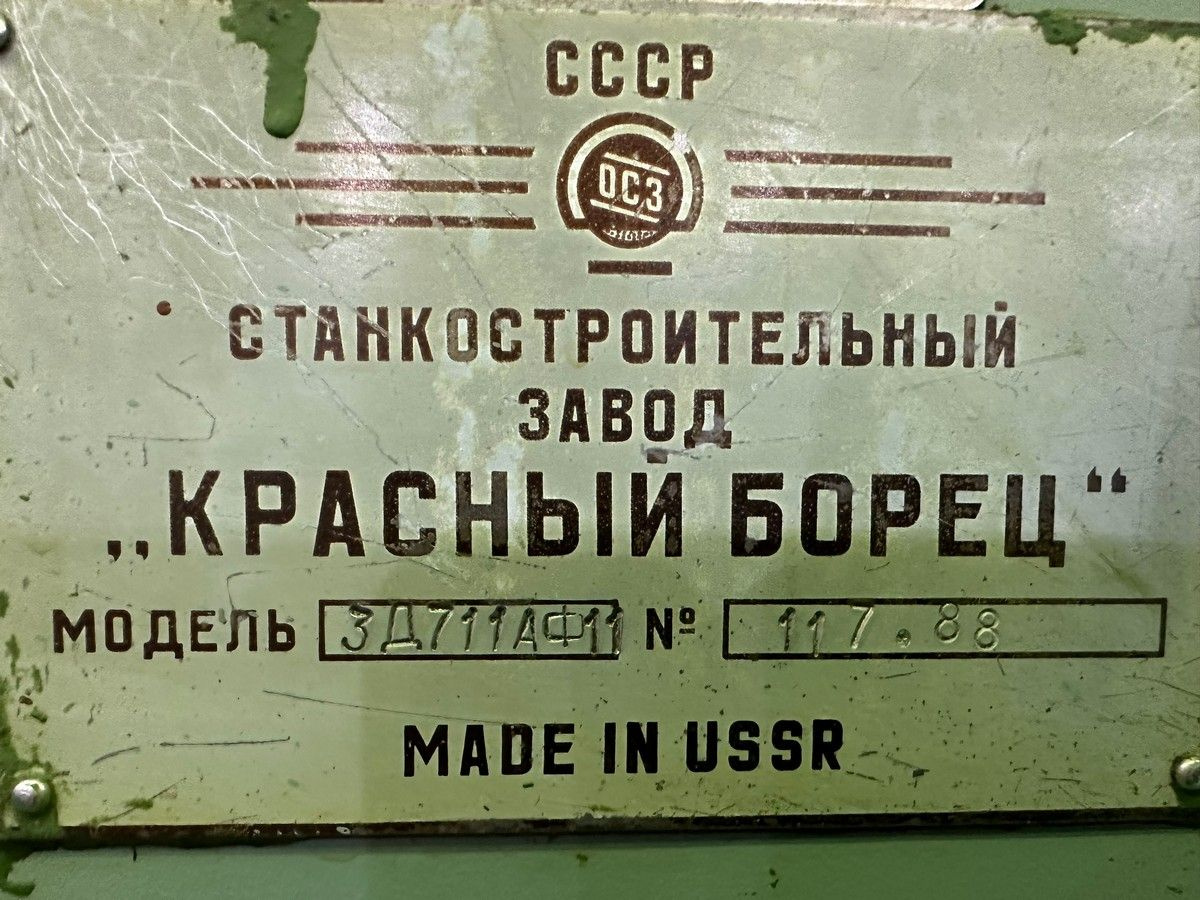 СССР
ОСЗ
СТАНКОСТРОИТЕЛЬНЫЙ
ЗАВОД
„КРАСНЫЙ БОРЕЦ“
МОДЕЛЬ 3Д711АФ11 № 117.88
MADE IN USSR